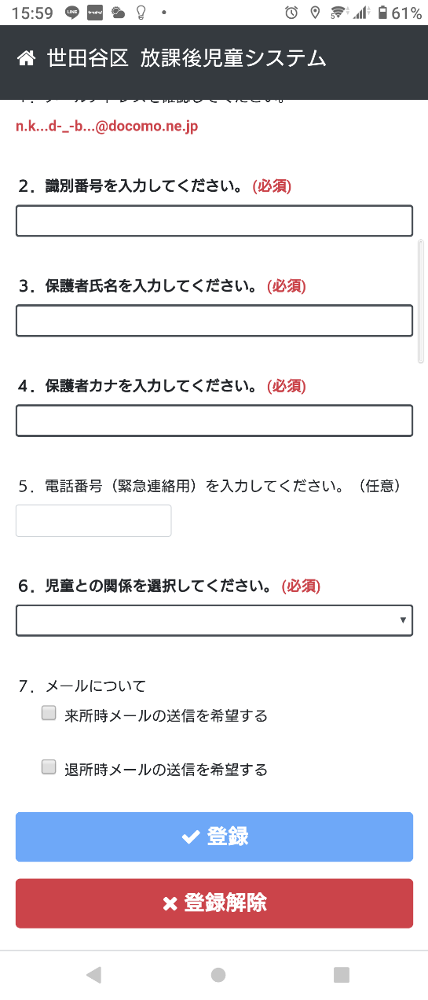 15:59 LINE 61%
世田谷区 放課後児童システム
n.k...d-_-b...@docomo.ne.jp
2．識別番号を入力してください。 (必須)
3．保護者氏名を入力してください。 (必須)
4．保護者カナを入力してください。 (必須)
5．電話番号（緊急連絡用）を入力してください。（任意）
6．児童との関係を選択してください。 (必須)
7．メールについて
来所時メールの送信を希望する
退所時メールの送信を希望する
登録
登録解除